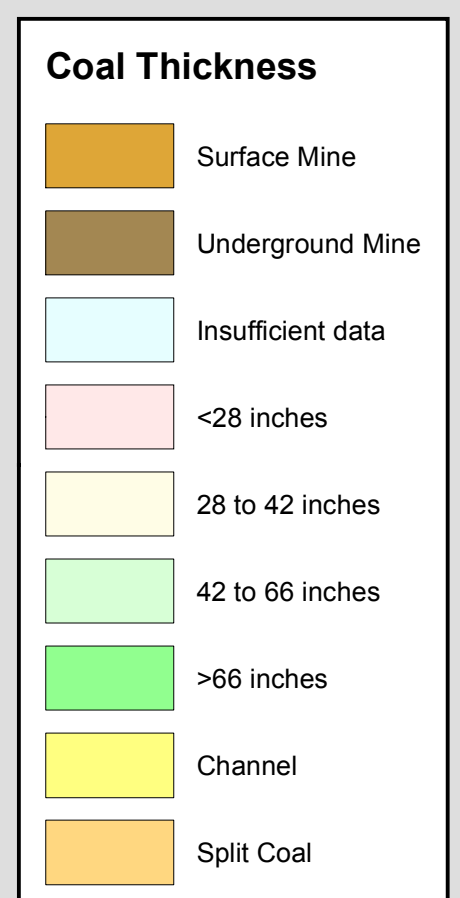 Coal Thickness
Surface Mine
Underground Mine
Insufficient data
<28 inches
28 to 42 inches
42 to 66 inches
>66 inches
Channel
Split Coal